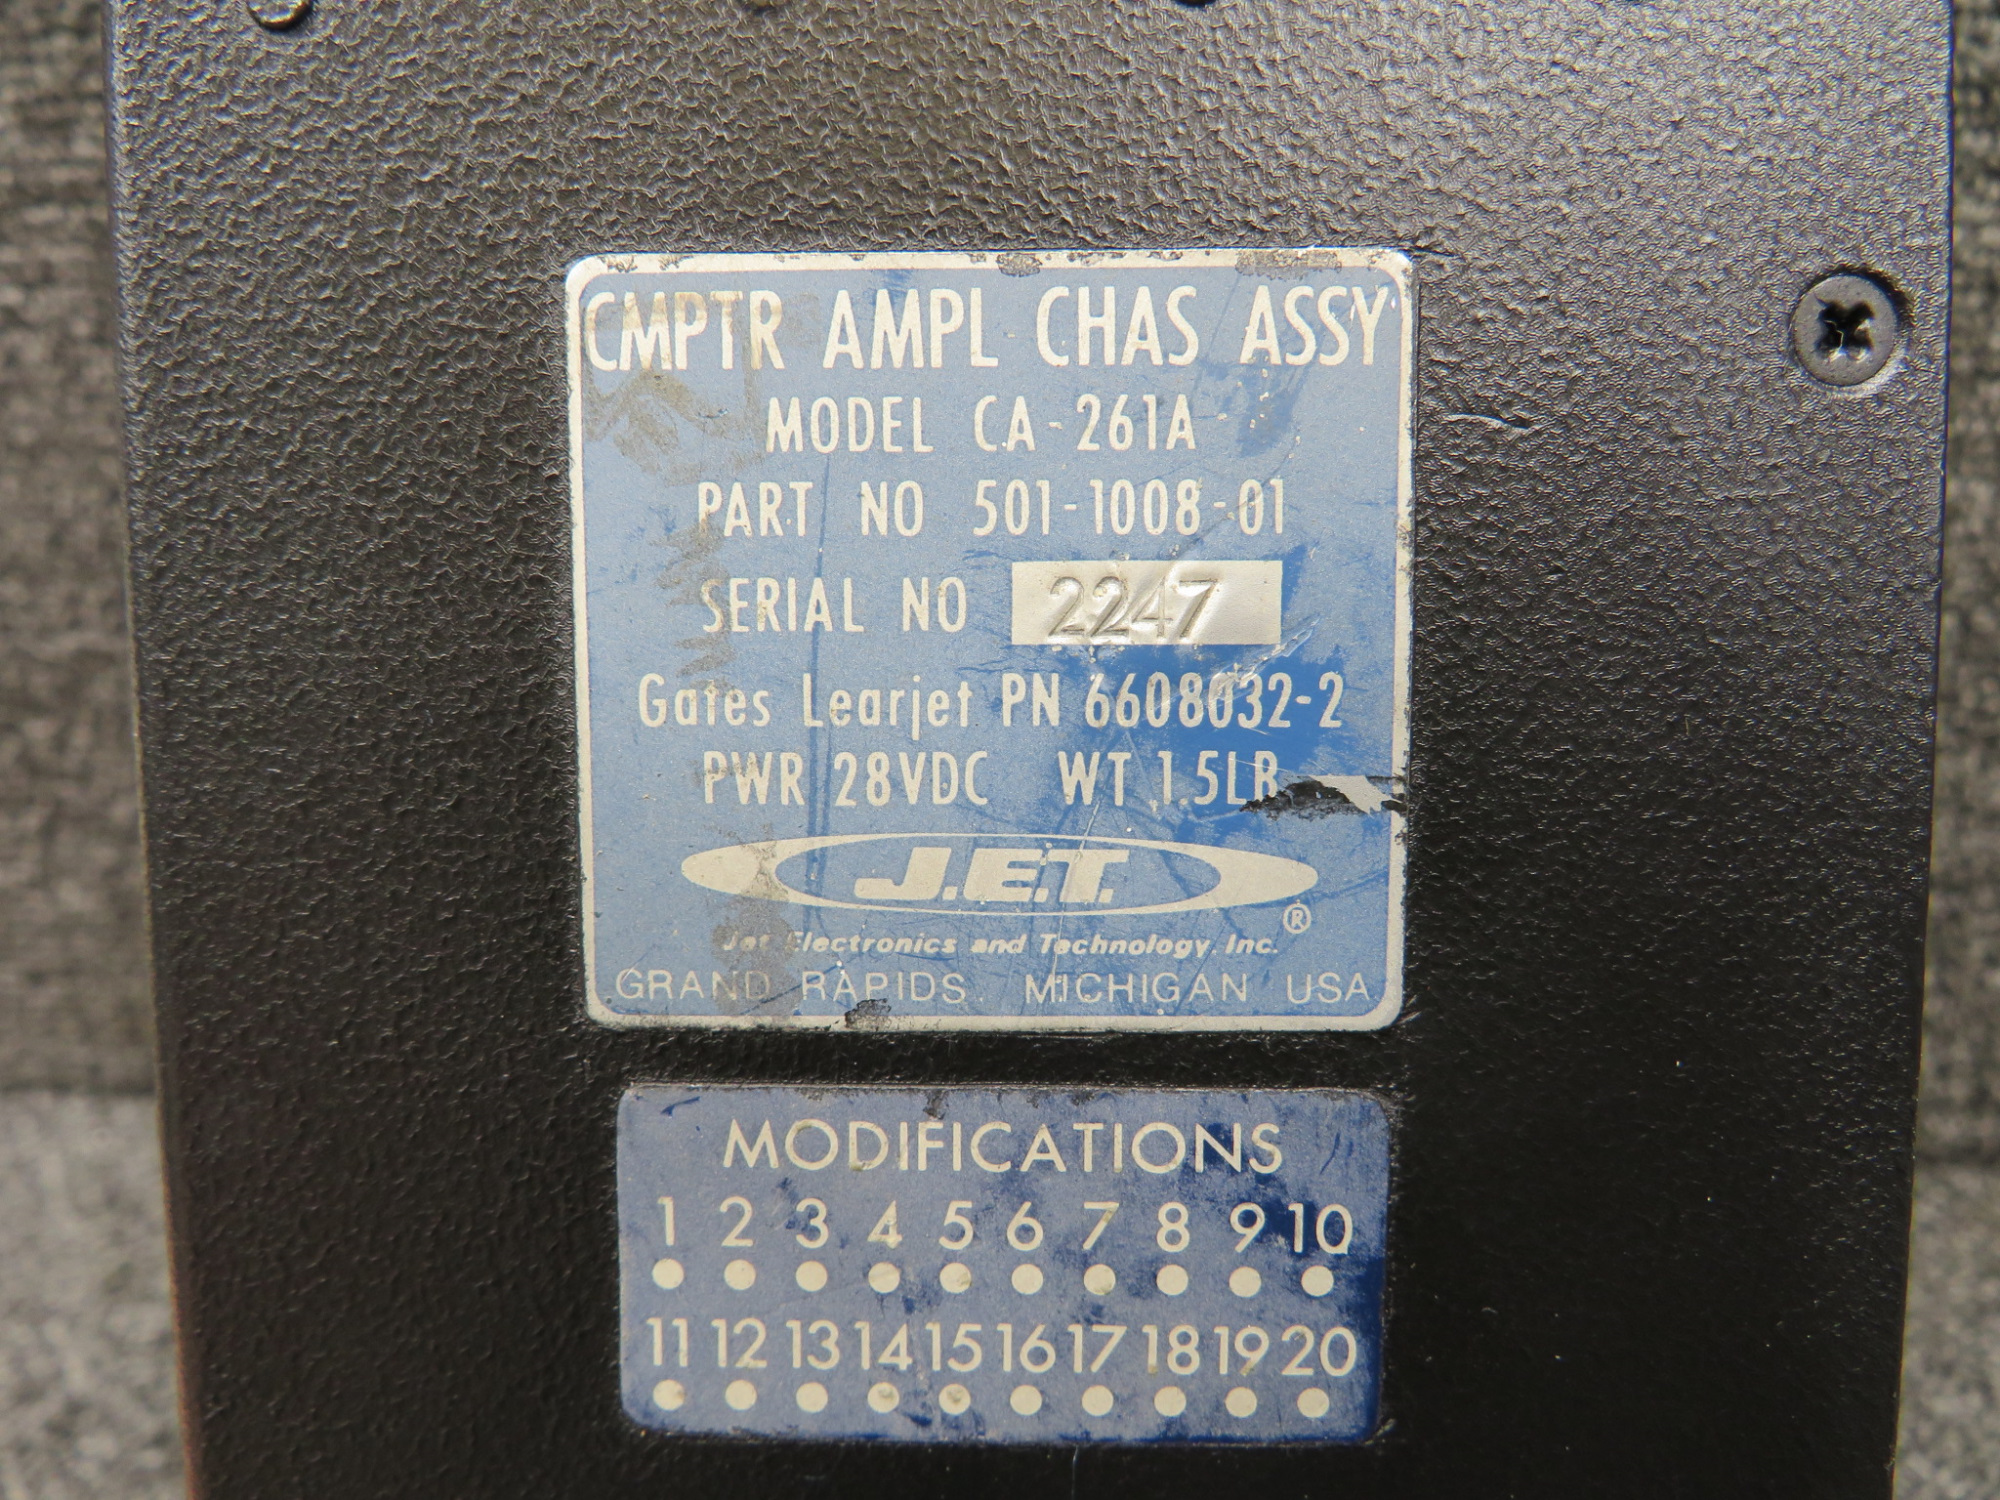 CMPTR AMPL CHAS ASSY
MODEL CA-261A
PART NO 501-1008-01
SERIAL NO 2247
Gates Learjet PN 6608032-2
PWR 28VDC WT 1.5LB
J.E.T.
®
Jet Electronics and Technology, Inc.
GRAND RAPIDS, MICHIGAN USA
MODIFICATIONS
1 2 3 4 5 6 7 8 9 10
11 12 13 14 15 16 17 18 19 20